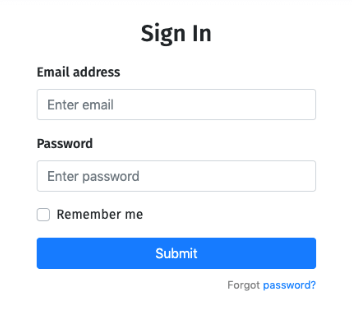 Sign In
Email address
Enter email
Password
Enter password
Remember me
Submit
Forgot password?